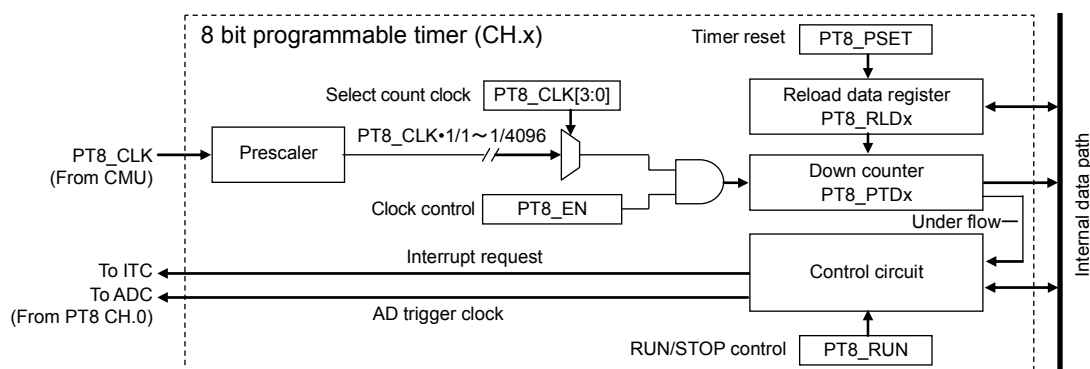 8 bit programmable timer (CH.x)
Timer reset
PT8_PSET
Select count clock
PT8_CLK[3:0]
Reload data register
PT8_RLDx
PT8_CLK
(From CMU)
Prescaler
PT8_CLK•1/1～1/4096
Down counter
PT8_PTDx
Clock control
PT8_EN
Under flow
Internal data path
To ITC
Interrupt request
Control circuit
To ADC
(From PT8 CH.0)
AD trigger clock
RUN/STOP control
PT8_RUN